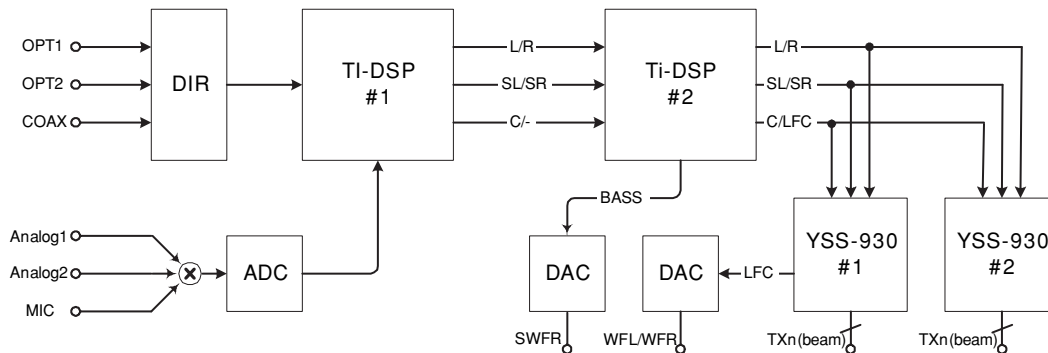 OPT1
OPT2
COAX
DIR
TI-DSP
#1
L/R
SL/SR
C/-
Ti-DSP
#2
L/R
SL/SR
C/LFC
BASS
Analog1
Analog2
MIC
ADC
DAC
DAC
LFC
YSS-930
#1
YSS-930
#2
SWFR
WFL/WFR
TXn(beam)
TXn(beam)